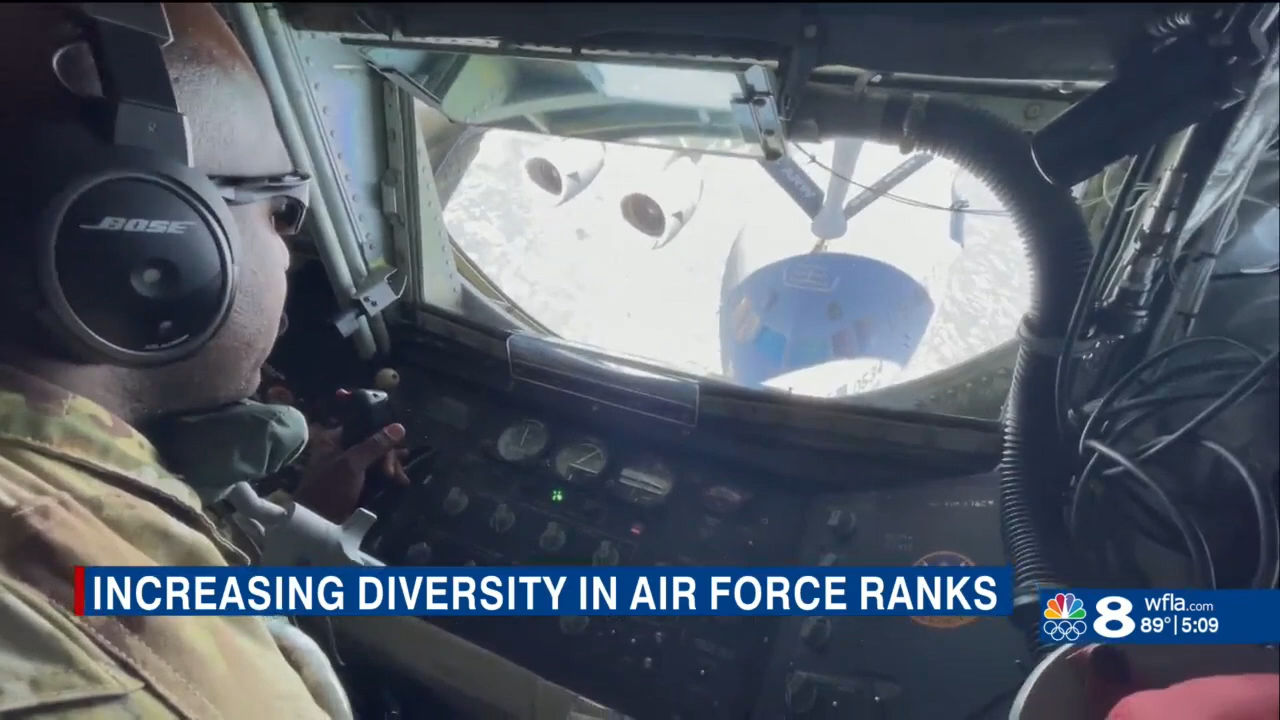 BOSE
INCREASING DIVERSITY IN AIR FORCE RANKS
8
wfla.com
89° | 5:09